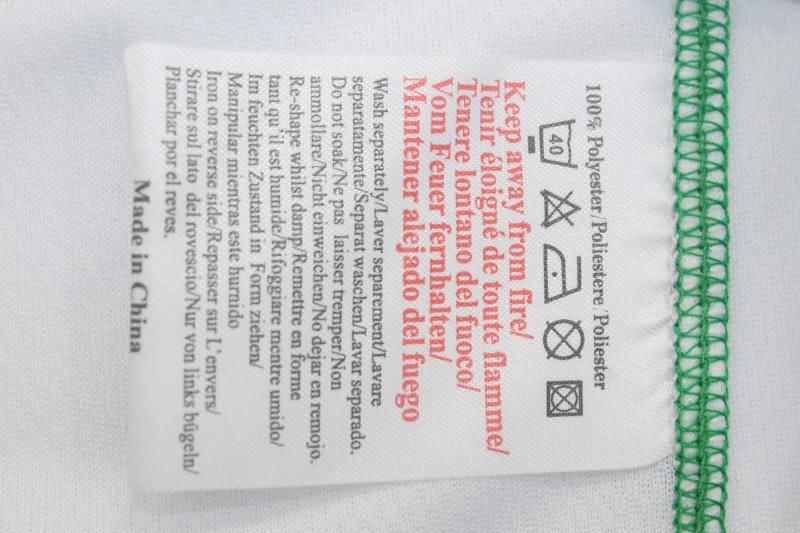 100% Polyester/Poliestere/Poliester
40
Keep away from fire/
Tenir éloigné de toute flamme/
Tenere lontano del fuoco/
Vom Feuer fernhalten/
Mantener alejado del fuego
Wash separately/Laver separement/Lavare
separatamente/Separat waschen/Lavar separado.
Do not soak/Ne pas laisser tremper/Non
ammollare/Nicht einweichen/No dejar en remojo.
Re-shape whilst damp/Remettre en forme
tant qu'il est humide/Rifoggiare mentre umido/
Im feuchten Zustand in Form ziehen/
Manipular mientras este hurnido
Iron on reverse side/Repasser sur L'envers/
Stirare sul lato del rovescio/Nur von links bügeln/
Planchar por el reves.
Made in China